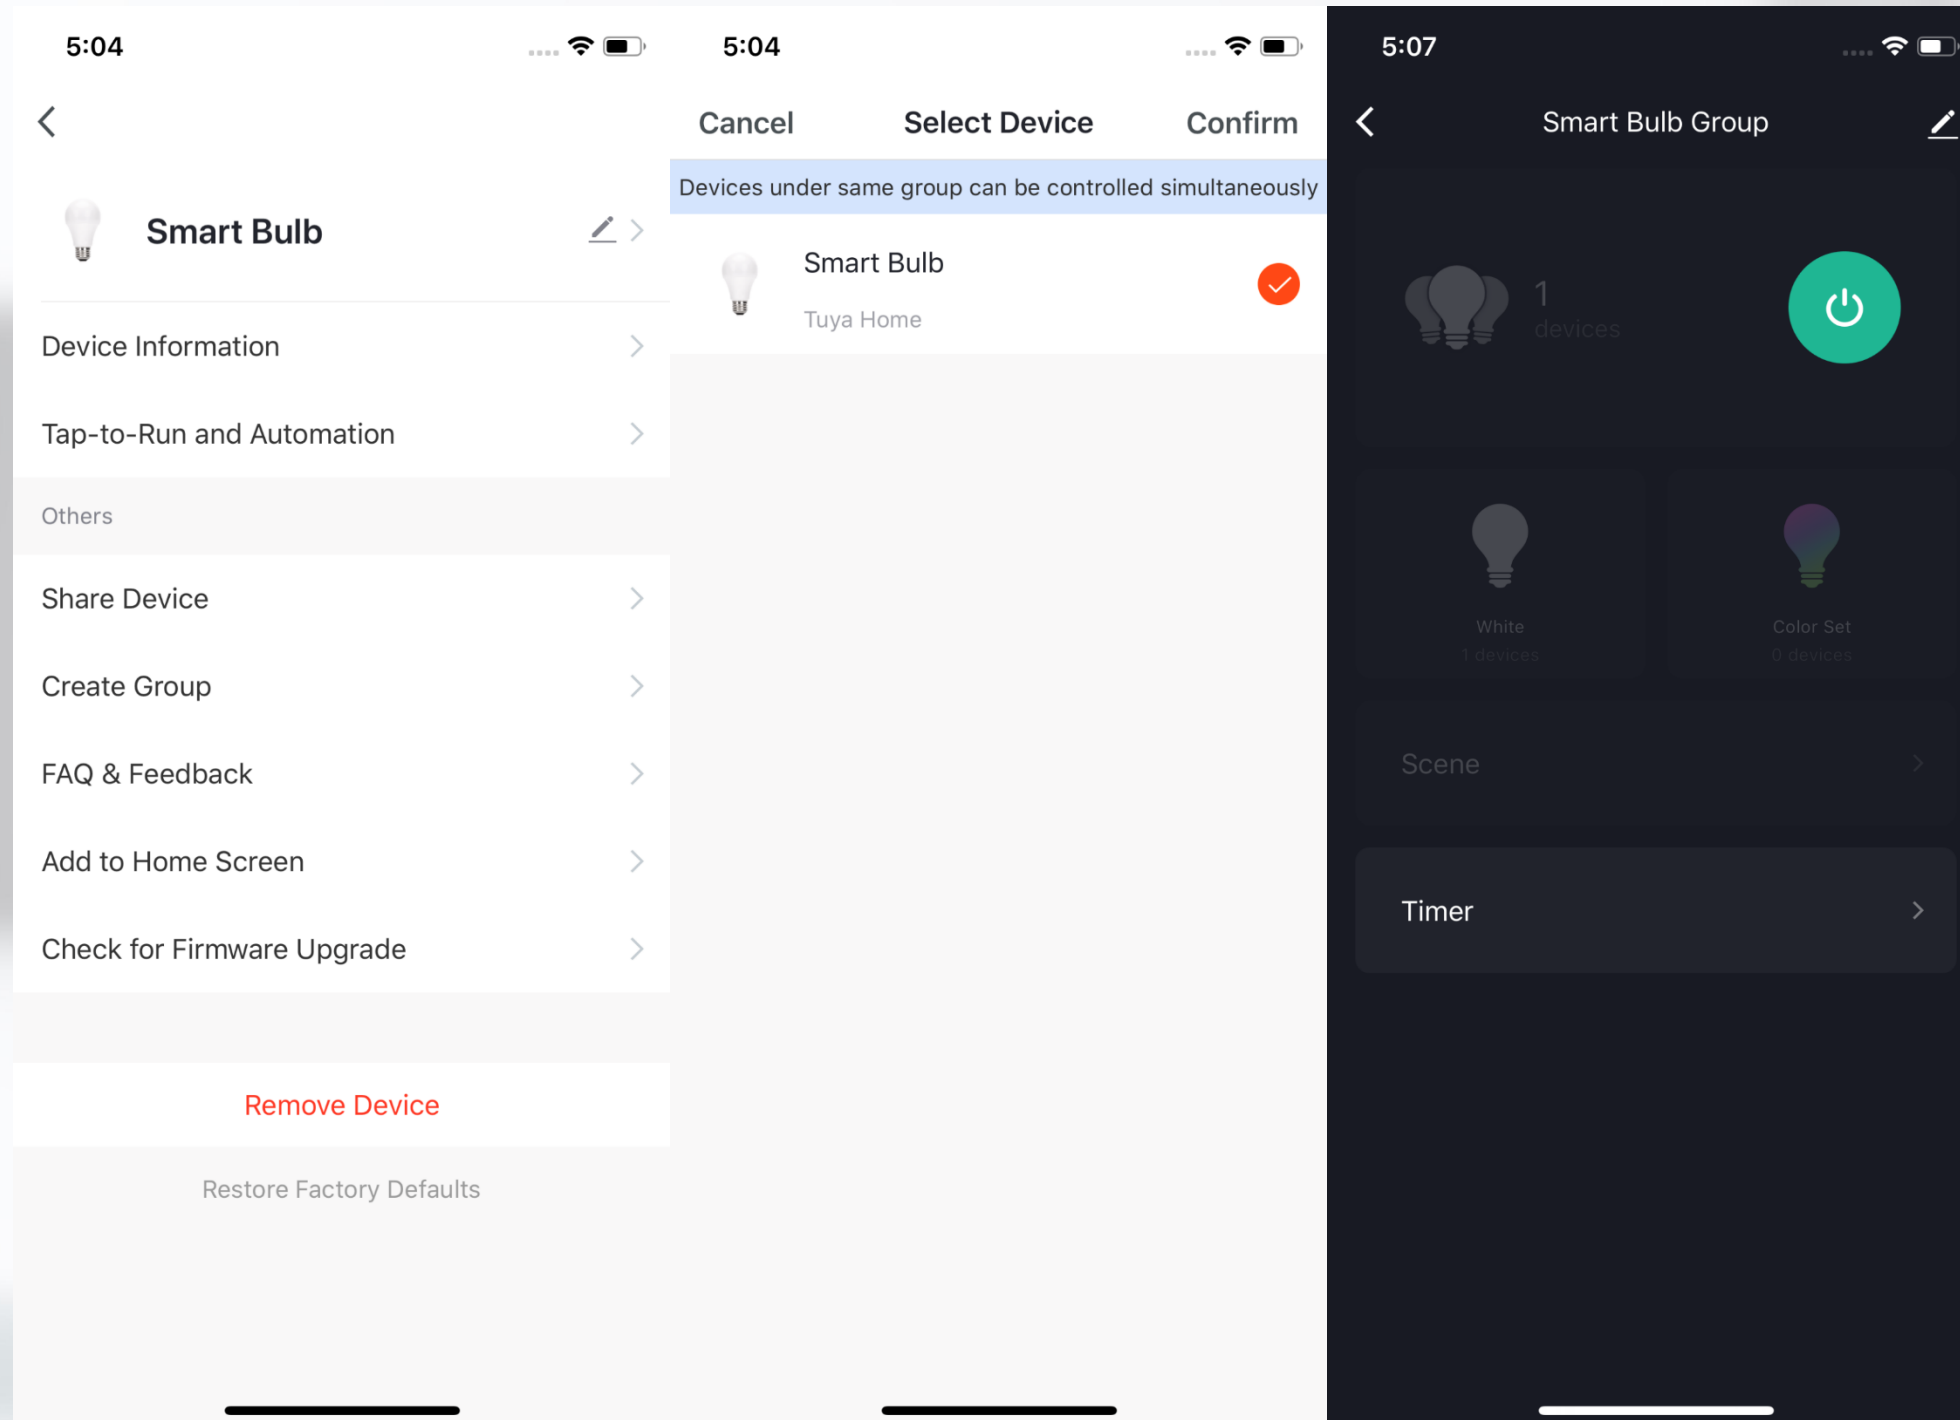 5:04
Smart Bulb
Device Information
Tap-to-Run and Automation
Others
Share Device
Create Group
FAQ & Feedback
Add to Home Screen
Check for Firmware Upgrade
Remove Device
Restore Factory Defaults
5:04
Cancel Select Device Confirm
Devices under same group can be controlled simultaneously
Smart Bulb
Tuya Home
5:07
Smart Bulb Group
1
devices
White
1 devices
Color Set
0 devices
Scene
Timer